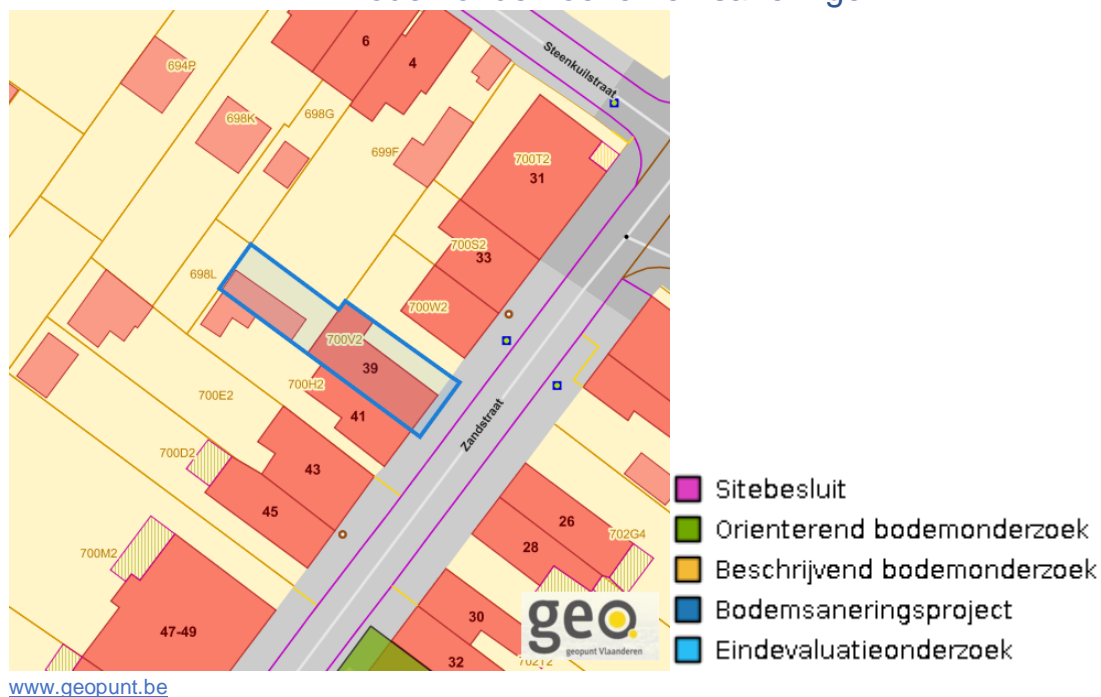 6
4
Steenkuilstraat
694P
698K
698G
699F
700T2
31
700S2
33
698L
700W2
700V2
39
700H2
700E2
41
Zandstraat
700D2
43
45
26
28
702G4
700M2
47-49
30
32
702T2
geo
geopunt Vlaanderen
Sitebesluit
Orienterend bodemonderzoek
Beschrijvend bodemonderzoek
Bodemsaneringsproject
Eindevaluatieonderzoek
www.geopunt.be